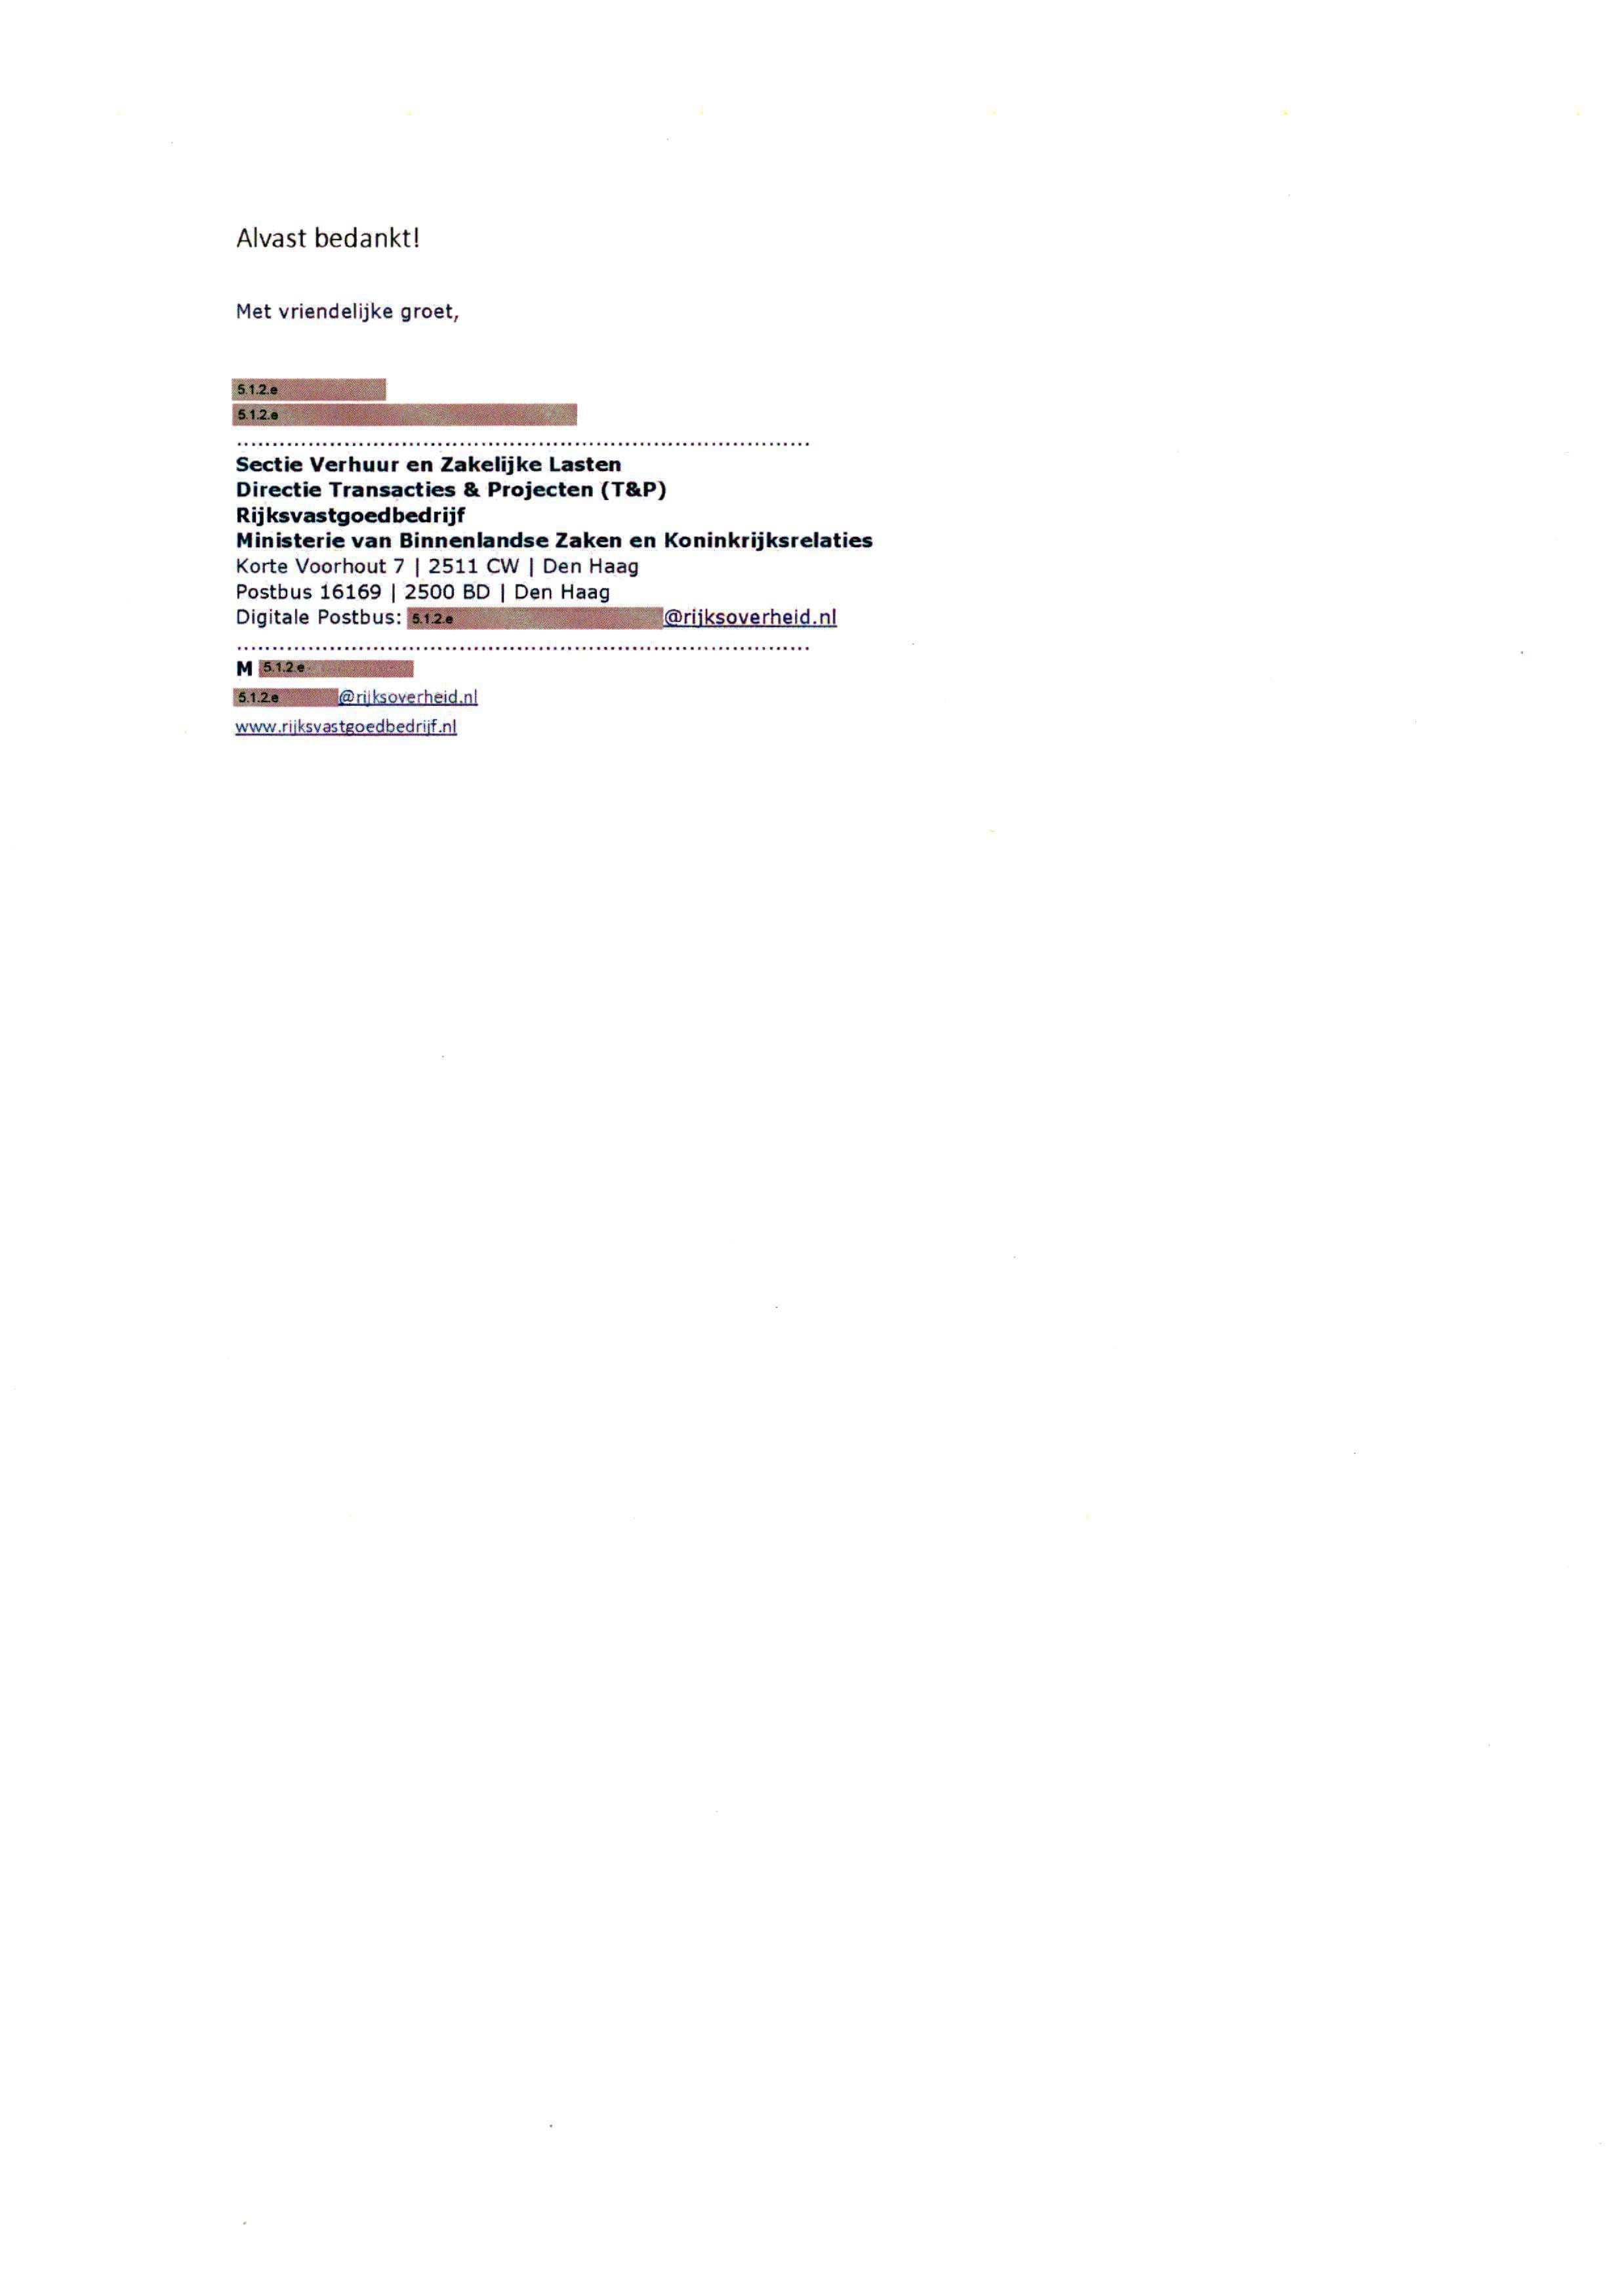 Alvast bedankt!
Met vriendelijke groet,
5.1.2.e
5.1.2.e
................................................................................
Sectie Verhuur en Zakelijke Lasten
Directie Transacties & Projecten (T&P)
Rijksvastgoedbedrijf
Ministerie van Binnenlandse Zaken en Koninkrijksrelaties
Korte Voorhout 7 | 2511 CW | Den Haag
Postbus 16169 | 2500 BD | Den Haag
Digitale Postbus: 5.1.2.e @rijksoverheid.nl
................................................................................
M 5.1.2.e
5.1.2.e @rijksoverheid.nl
www.rijksvastgoedbedrijf.nl